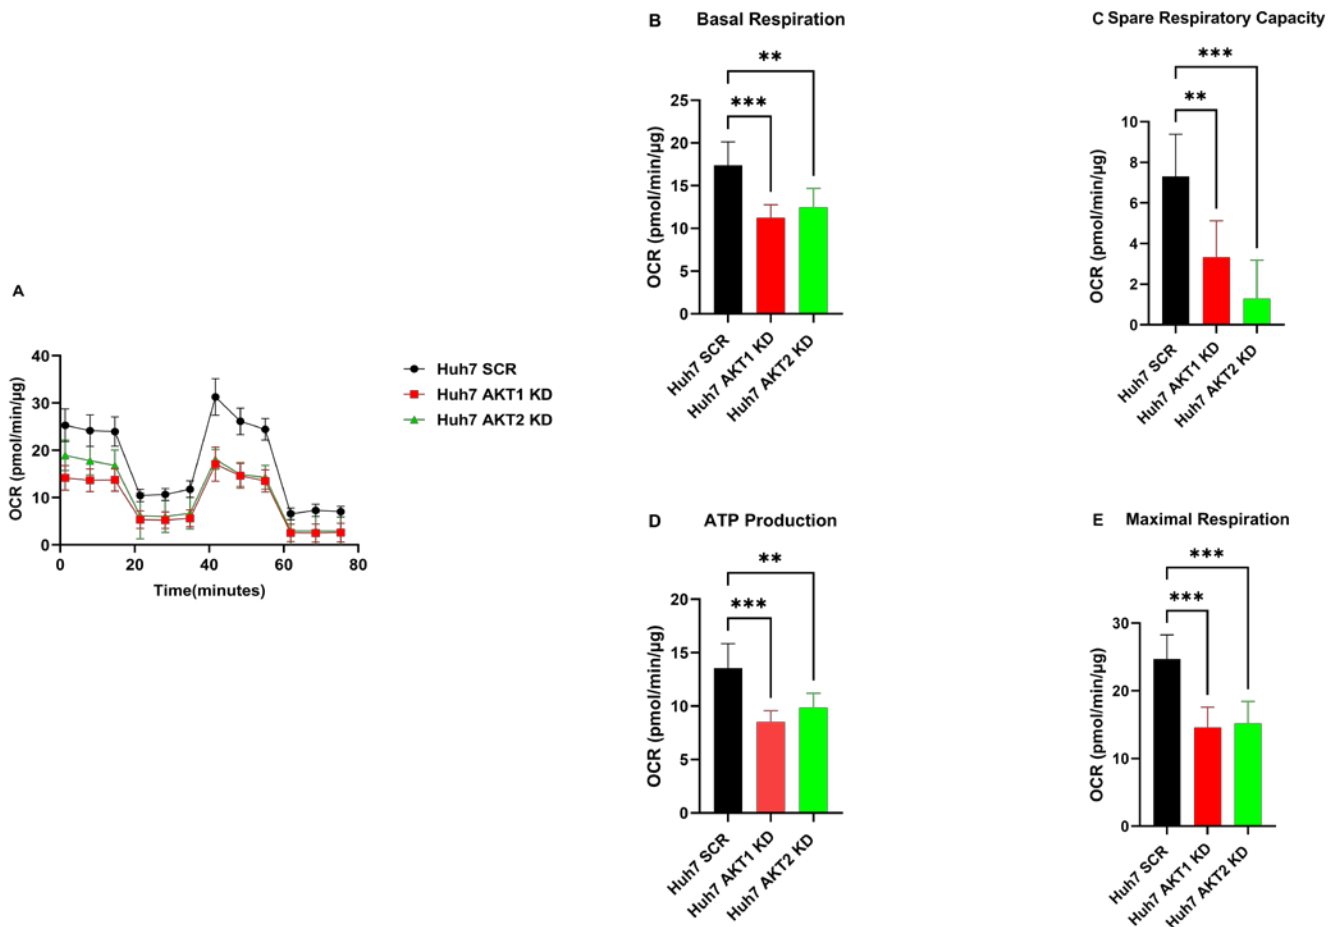 A
OCR (pmol/min/µg)
40
30
20
10
0
0 20 40 60 80
Time(minutes)
Huh7 SCR
Huh7 AKT1 KD
Huh7 AKT2 KD
B Basal Respiration
**
***
OCR (pmol/min/µg)
25
20
15
10
5
0
Huh7 SCR
Huh7 AKT1 KD
Huh7 AKT2 KD
C Spare Respiratory Capacity
***
**
OCR (pmol/min/µg)
10
8
6
4
2
0
Huh7 SCR
Huh7 AKT1 KD
Huh7 AKT2 KD
D ATP Production
**
***
OCR (pmol/min/µg)
20
15
10
5
0
Huh7 SCR
Huh7 AKT1 KD
Huh7 AKT2 KD
E Maximal Respiration
***
***
OCR (pmol/min/µg)
30
20
10
0
Huh7 SCR
Huh7 AKT1 KD
Huh7 AKT2 KD